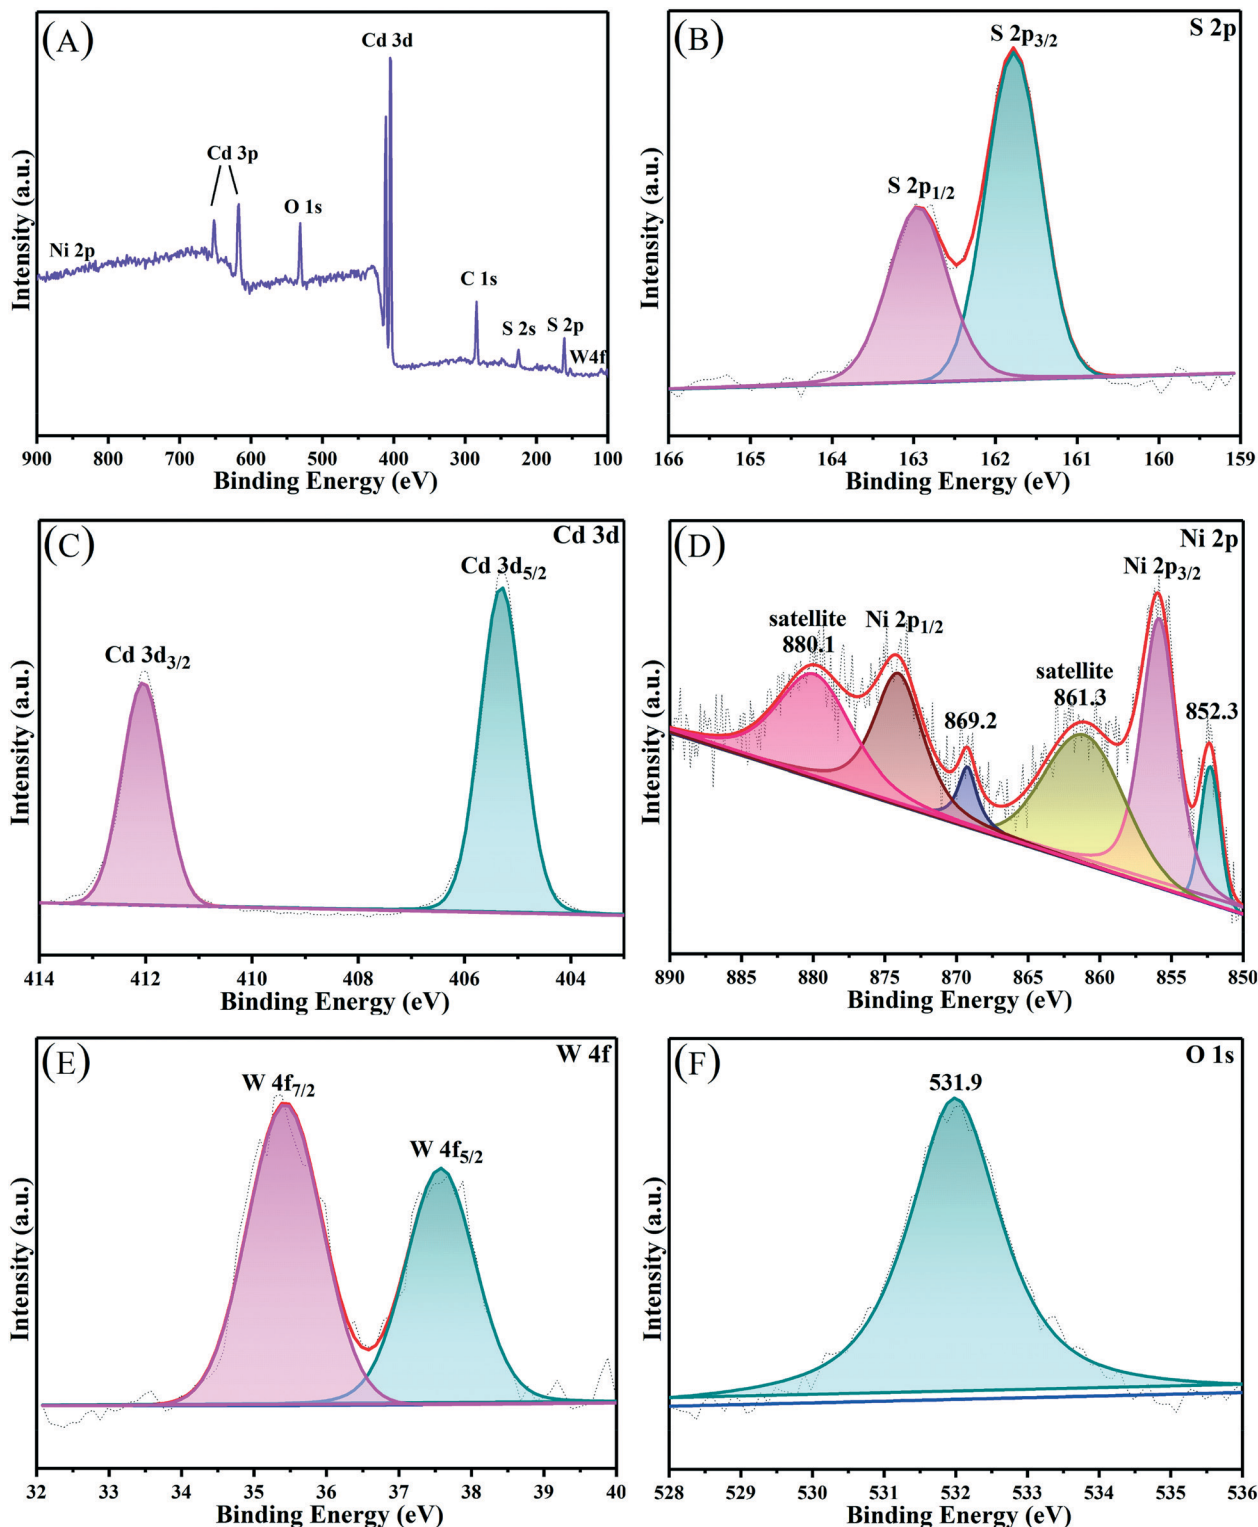 (A)
Cd 3d
Cd 3p
O 1s
Ni 2p
C 1s
S 2s
S 2p
W4f
Intensity (a.u.)
900 800 700 600 500 400 300 200 100
Binding Energy (eV)
(B)
S 2p
S 2p3/2
S 2p1/2
Intensity (a.u.)
166 165 164 163 162 161 160 159
Binding Energy (eV)
(C)
Cd 3d
Cd 3d5/2
Cd 3d3/2
Intensity (a.u.)
414 412 410 408 406 404
Binding Energy (eV)
(D)
Ni 2p
Ni 2p3/2
satellite
880.1
Ni 2p1/2
satellite
861.3
869.2
852.3
Intensity (a.u.)
890 885 880 875 870 865 860 855 850
Binding Energy (eV)
(E)
W 4f
W 4f7/2
W 4f5/2
Intensity (a.u.)
32 33 34 35 36 37 38 39 40
Binding Energy (eV)
(F)
O 1s
531.9
Intensity (a.u.)
528 529 530 531 532 533 534 535 536
Binding Energy (eV)